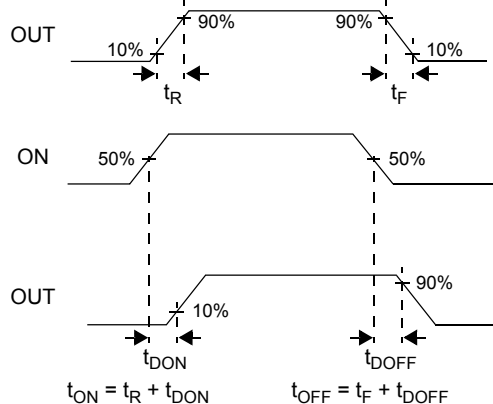 OUT
10%
90%
90%
10%
tR
tF
ON
50%
50%
OUT
10%
90%
tDON
tDOFF
tON = tR + tDON
tOFF = tF + tDOFF